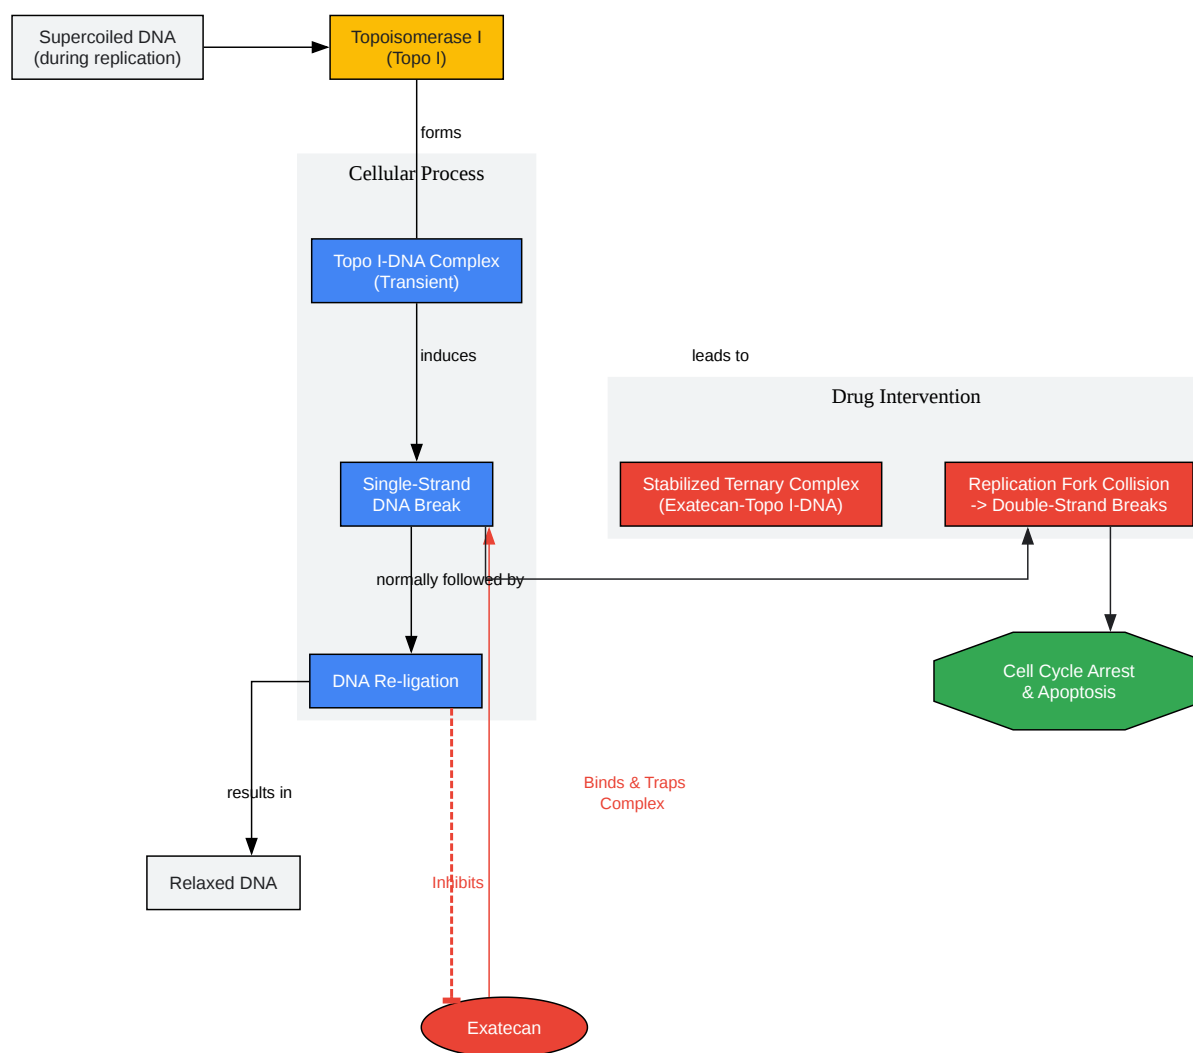 Supercoiled DNA
(during replication)
Topoisomerase I
(Topo I)
forms
Cellular Process
Topo I-DNA Complex
(Transient)
induces
leads to
Drug Intervention
Single-Strand
DNA Break
Stabilized Ternary Complex
(Exatecan-Topo I-DNA)
Replication Fork Collision
-> Double-Strand Breaks
normally followed by
DNA Re-ligation
Cell Cycle Arrest
& Apoptosis
results in
Binds & Traps
Complex
Relaxed DNA
Inhibits
Exatecan